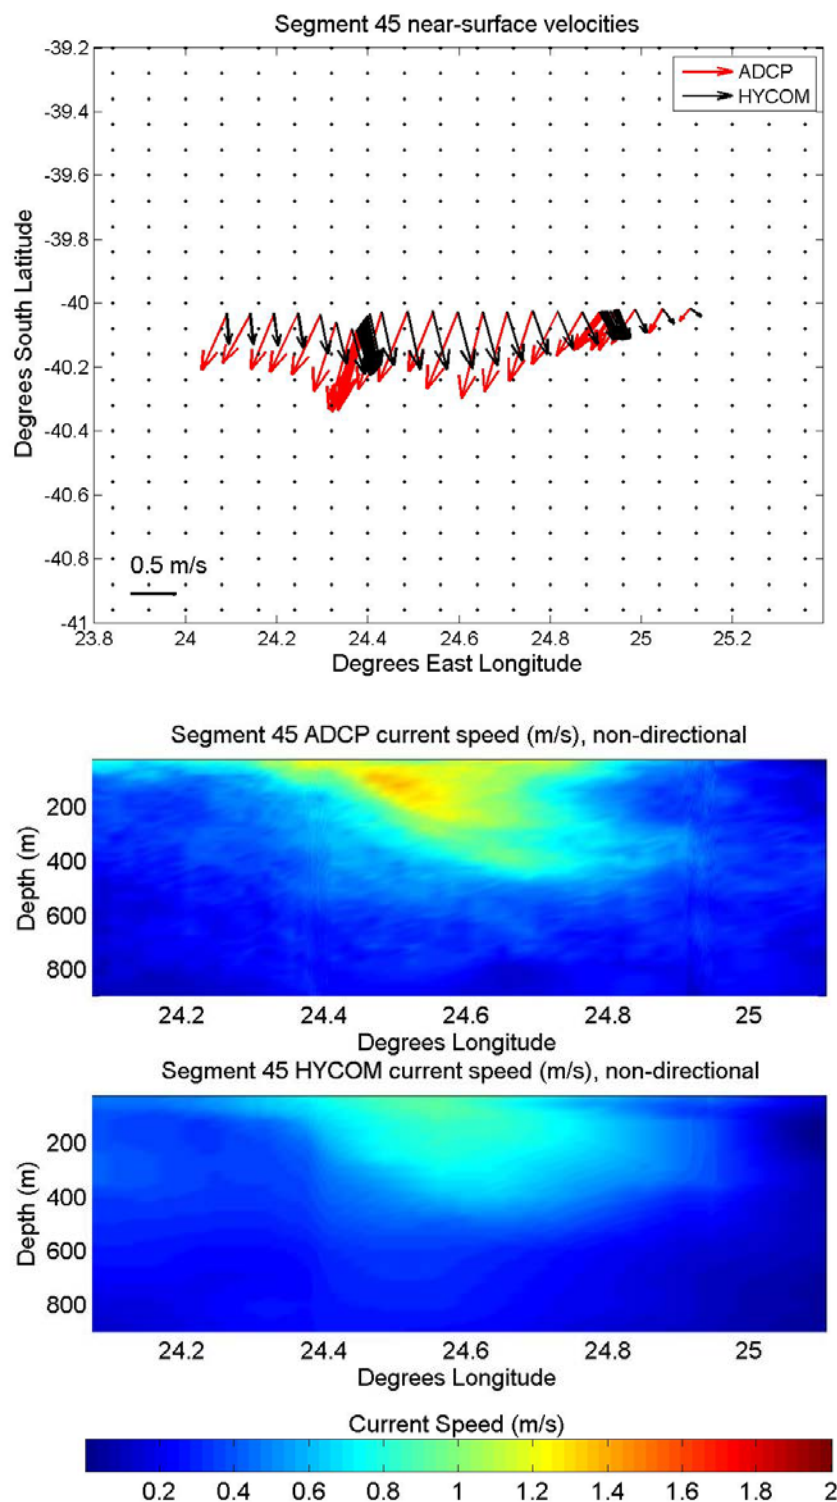 Segment 45 near-surface velocities
-39.2
ADCP
HYCOM
-39.4
-39.6
-39.8
-40
-40.2
-40.4
-40.6
-40.8
-41
Degrees South Latitude
0.5 m/s
23.8 24 24.2 24.4 24.6 24.8 25 25.2
Degrees East Longitude
Segment 45 ADCP current speed (m/s), non-directional
200
400
600
800
Depth (m)
24.2 24.4 24.6 24.8 25
Degrees Longitude
Segment 45 HYCOM current speed (m/s), non-directional
200
400
600
800
Depth (m)
24.2 24.4 24.6 24.8 25
Degrees Longitude
Current Speed (m/s)
0.2 0.4 0.6 0.8 1 1.2 1.4 1.6 1.8 2